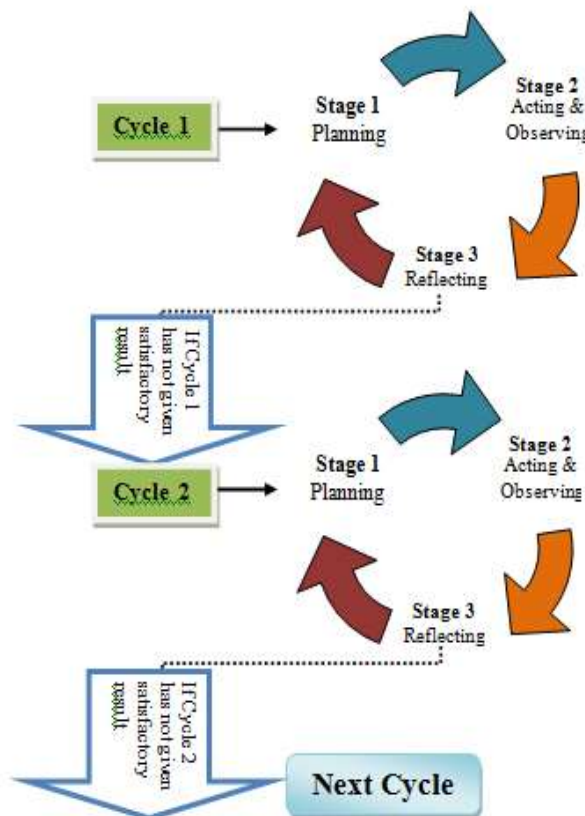 Cycle 1
Stage 1
Planning
Stage 2
Acting &
Observing
Stage 3
Reflecting
If Cycle 1
has not given
satisfactory
result
Cycle 2
Stage 1
Planning
Stage 2
Acting &
Observing
Stage 3
Reflecting
If Cycle 2
has not given
satisfactory
result
Next Cycle